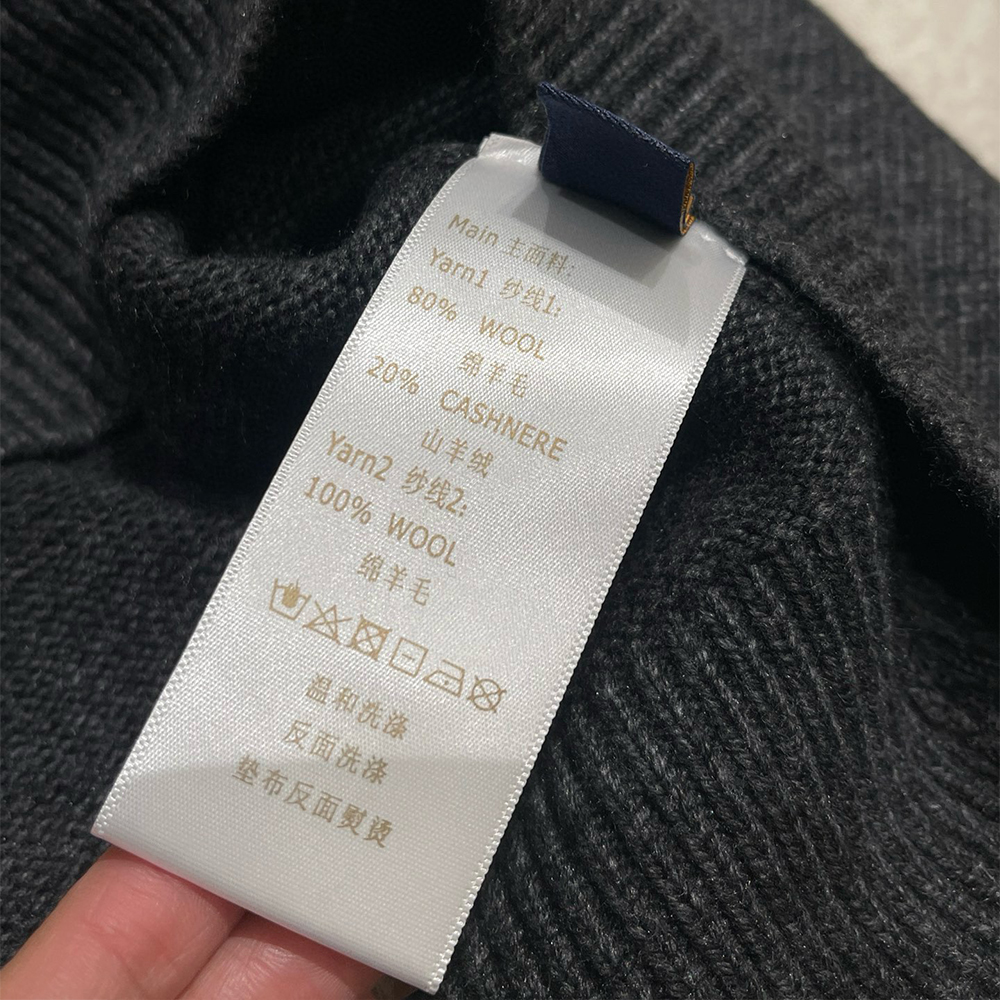 Main 主面料:
Yarn1 纱线1:
80% WOOL
绵羊毛
20% CASHNERE
山羊绒
Yarn2 纱线2:
100% WOOL
绵羊毛
温和洗涤
反面洗涤
垫布反面熨烫